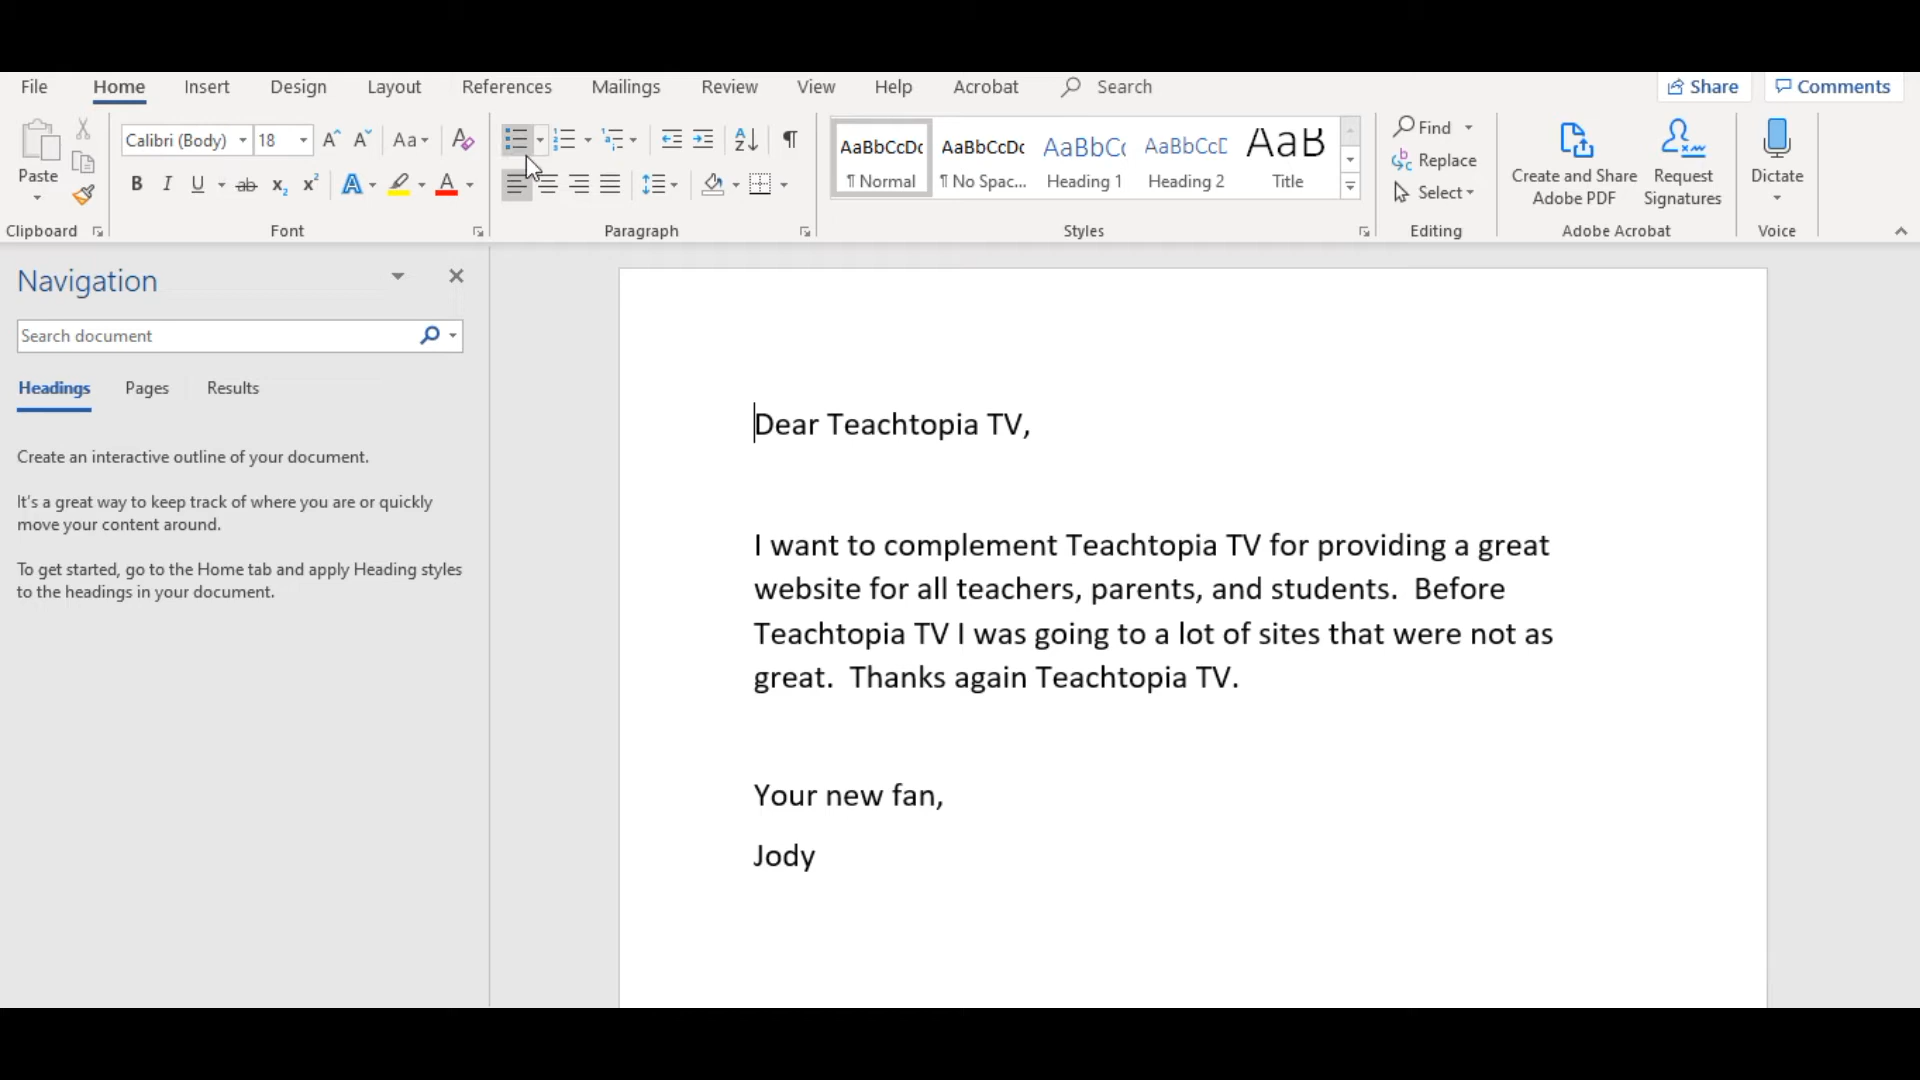 File Home Insert Design Layout References Mailings Review View Help Acrobat Search Share Comments
Paste
Clipboard
Calibri (Body) 18 A A Aa A
B I U ab x₂ x² A A
Font
Paragraph
AaBbCcDc AaBbCcDc AaBbCc AaBbCcD AaB
¶ Normal ¶ No Spac... Heading 1 Heading 2 Title
Styles
Find
Replace
Select
Editing
Create and Share
Adobe PDF
Request
Signatures
Adobe Acrobat
Dictate
Voice
Navigation
Search document
Headings Pages Results
Create an interactive outline of your document.
It's a great way to keep track of where you are or quickly
move your content around.
To get started, go to the Home tab and apply Heading styles
to the headings in your document.
Dear Teachtopia TV,
I want to complement Teachtopia TV for providing a great
website for all teachers, parents, and students.  Before
Teachtopia TV I was going to a lot of sites that were not as
great.  Thanks again Teachtopia TV.
Your new fan,
Jody